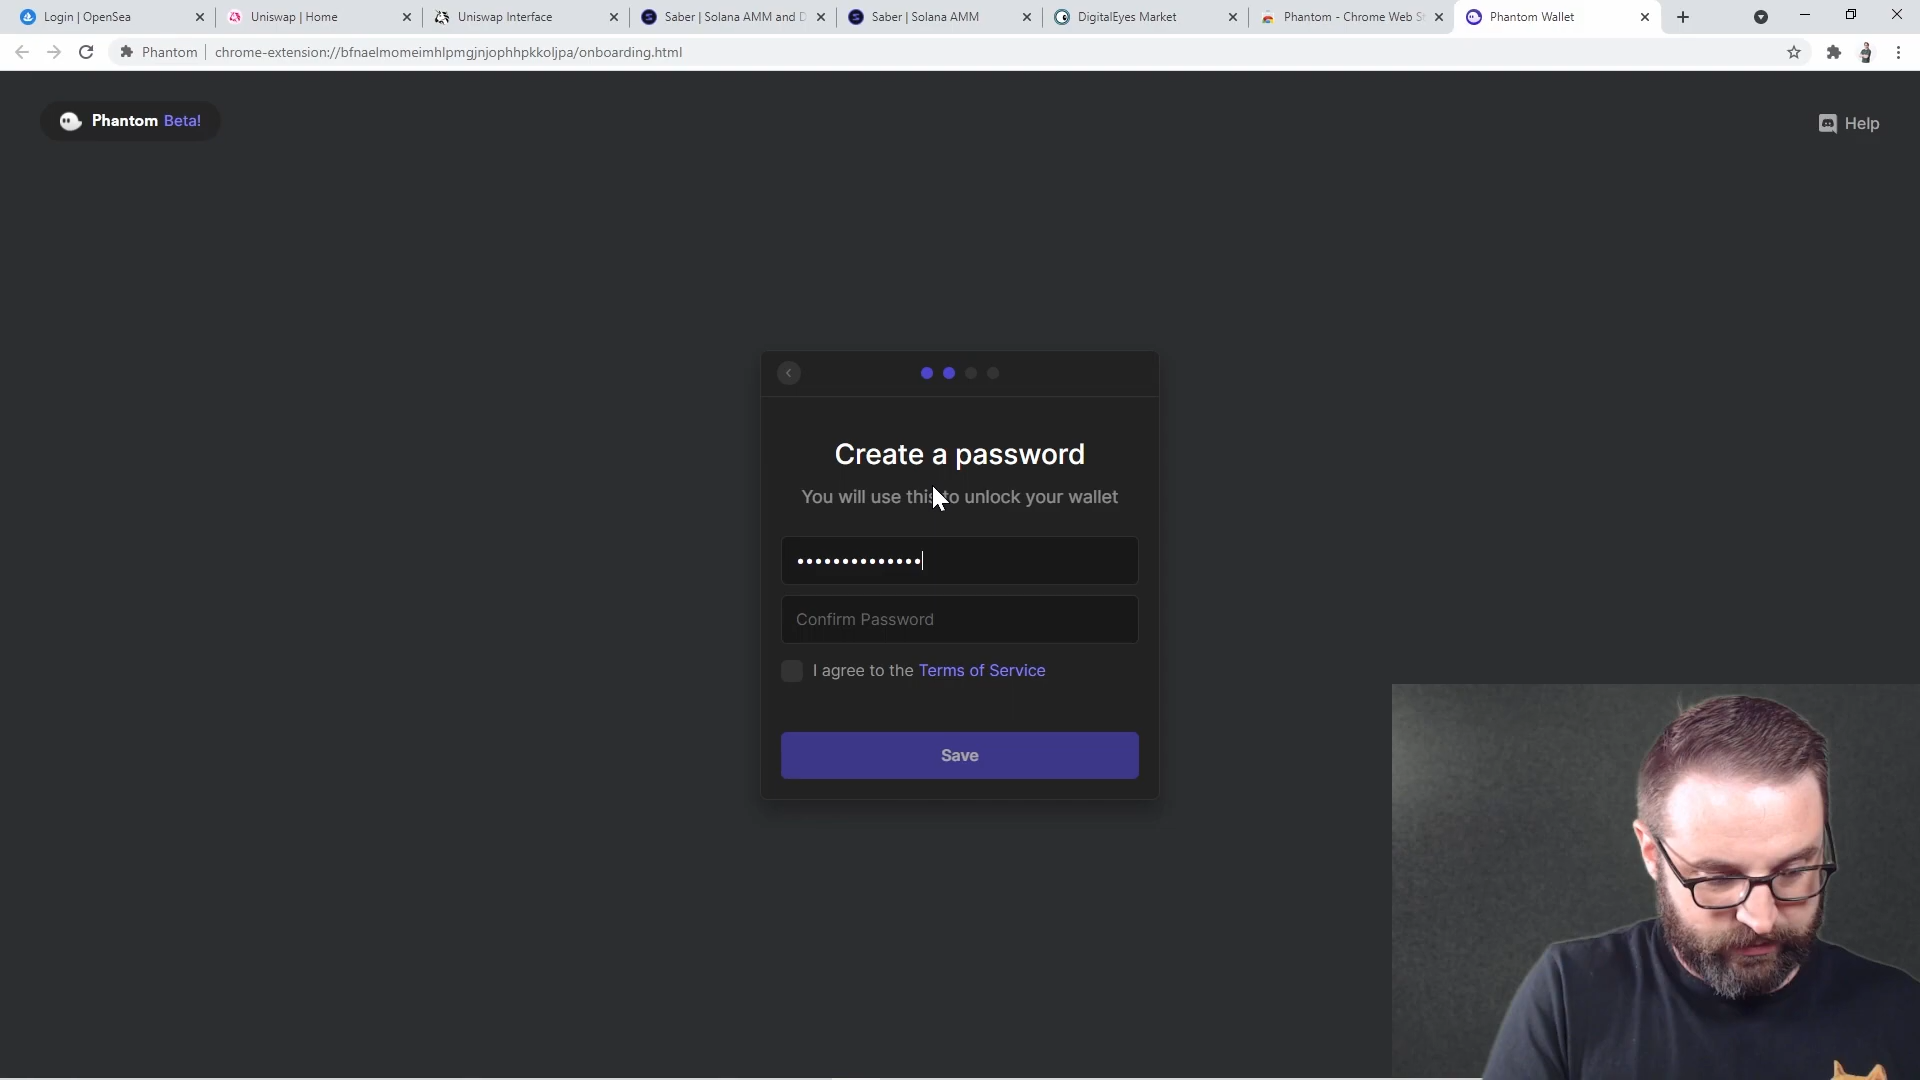 Login | OpenSea
Uniswap | Home
Uniswap Interface
Saber | Solana AMM and D
Saber | Solana AMM
DigitalEyes Market
Phantom - Chrome Web S
Phantom Wallet
Phantom
chrome-extension://bfnaelmomeimhlpmgjnjophhpkkoljpa/onboarding.html
Phantom Beta!
Help
Create a password
You will use this to unlock your wallet
••••••••••••••
Confirm Password
I agree to the Terms of Service
Save